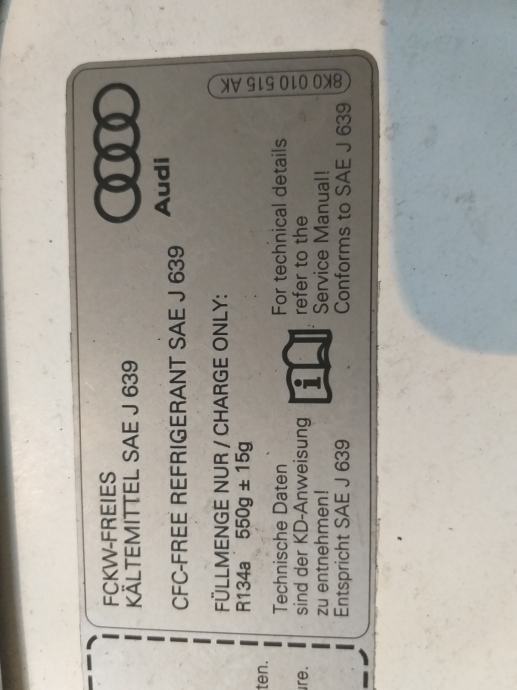 FCKW-FREIES
KÄLTEMITTEL SAE J 639
Audi
CFC-FREE REFRIGERANT SAE J 639
FÜLLMENGE NUR / CHARGE ONLY:
R134a 550g ± 15g
Technische Daten
sind der KD-Anweisung
zu entnehmen!
Entspricht SAE J 639
i
For technical details
refer to the
Service Manual!
Conforms to SAE J 639
8K0 010 515 AK
ten.
ure.